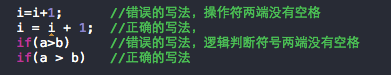 i=i+1;      //错误的写法，操作符两端没有空格
i = i + 1;  //正确的写法，
if(a>b)     //错误的写法，逻辑判断符号两端没有空格
if(a > b)   //正确的写法